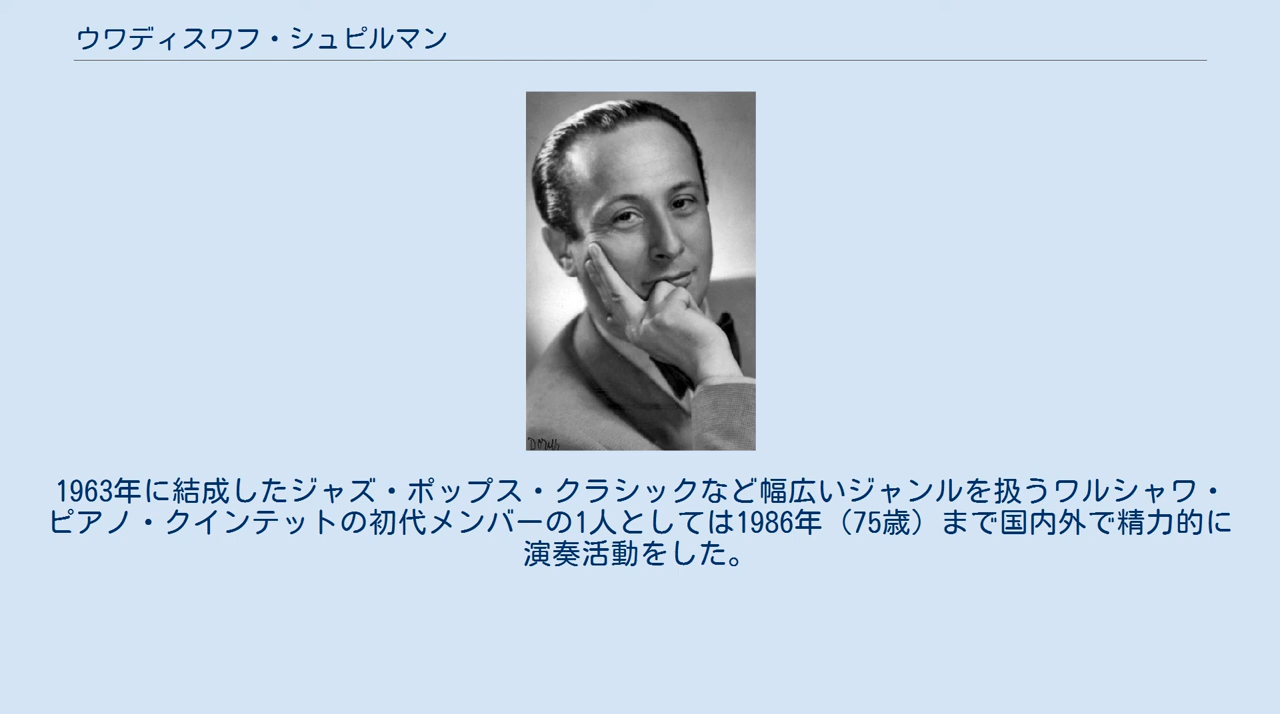 ウワディスワフ・シュピルマン
1963年に結成したジャズ・ポップス・クラシックなど幅広いジャンルを扱うワルシャワ・
ピアノ・クインテットの初代メンバーの1人としては1986年（75歳）まで国内外で精力的に
演奏活動をした。